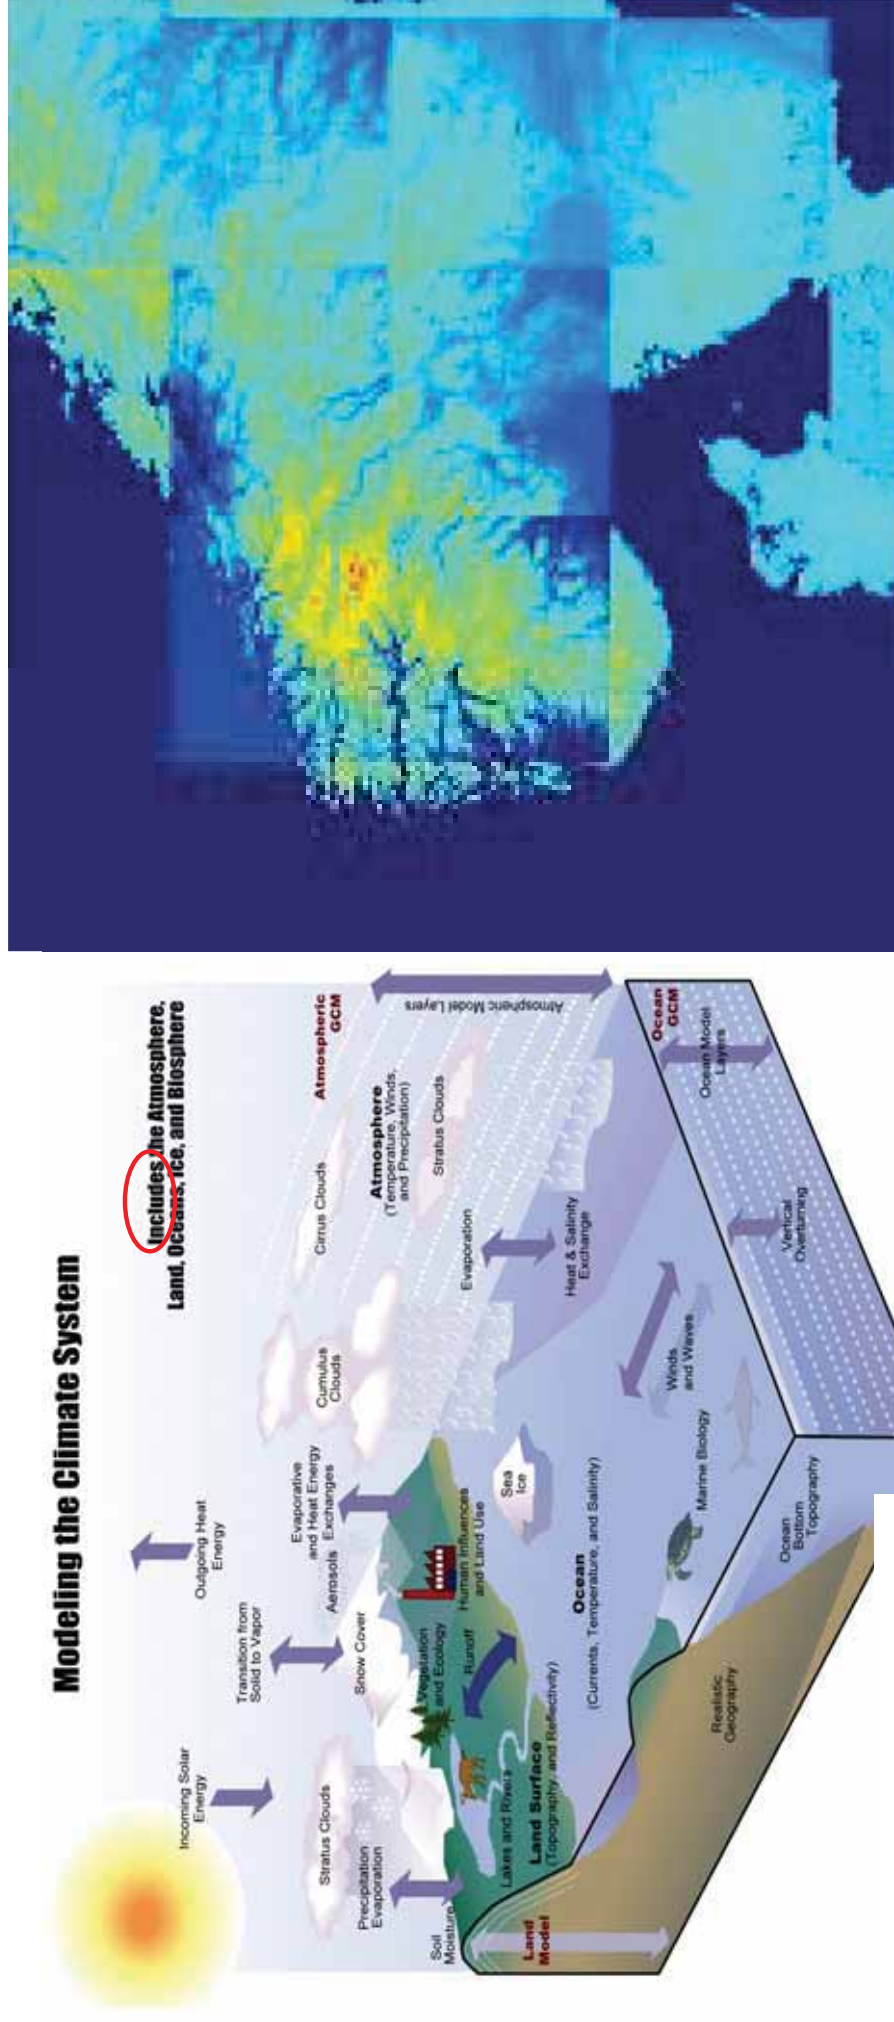 Modeling the Climate System
Includes the Atmosphere,
Land, Oceans, Ice, and Biosphere
Incoming Solar
Energy
Transition from
Solid to Vapor
Outgoing Heat
Energy
Evaporative
and Heat Energy
Exchanges
Aerosols
Snow Cover
Stratus Clouds
Precipitation
Evaporation
Cumulus
Clouds
Cirrus Clouds
Atmospheric
GCM
Atmosphere
(Temperature, Winds,
and Precipitation)
Stratus Clouds
Atmospheric Model Layers
Evaporation
Heat & Salinity
Exchange
Soil
Moisture
Land
Model
Lakes and Rivers
Land Surface
(Topography, and Reflectivity)
Vegetation
and Ecology
Runoff
Human Influences
and Land Use
Sea
Ice
Ocean
(Currents, Temperature, and Salinity)
Winds
and Waves
Marine Biology
Ocean
GCM
Ocean Model
Layers
Vertical
Overturning
Realistic
Geography
Ocean
Bottom
Topography